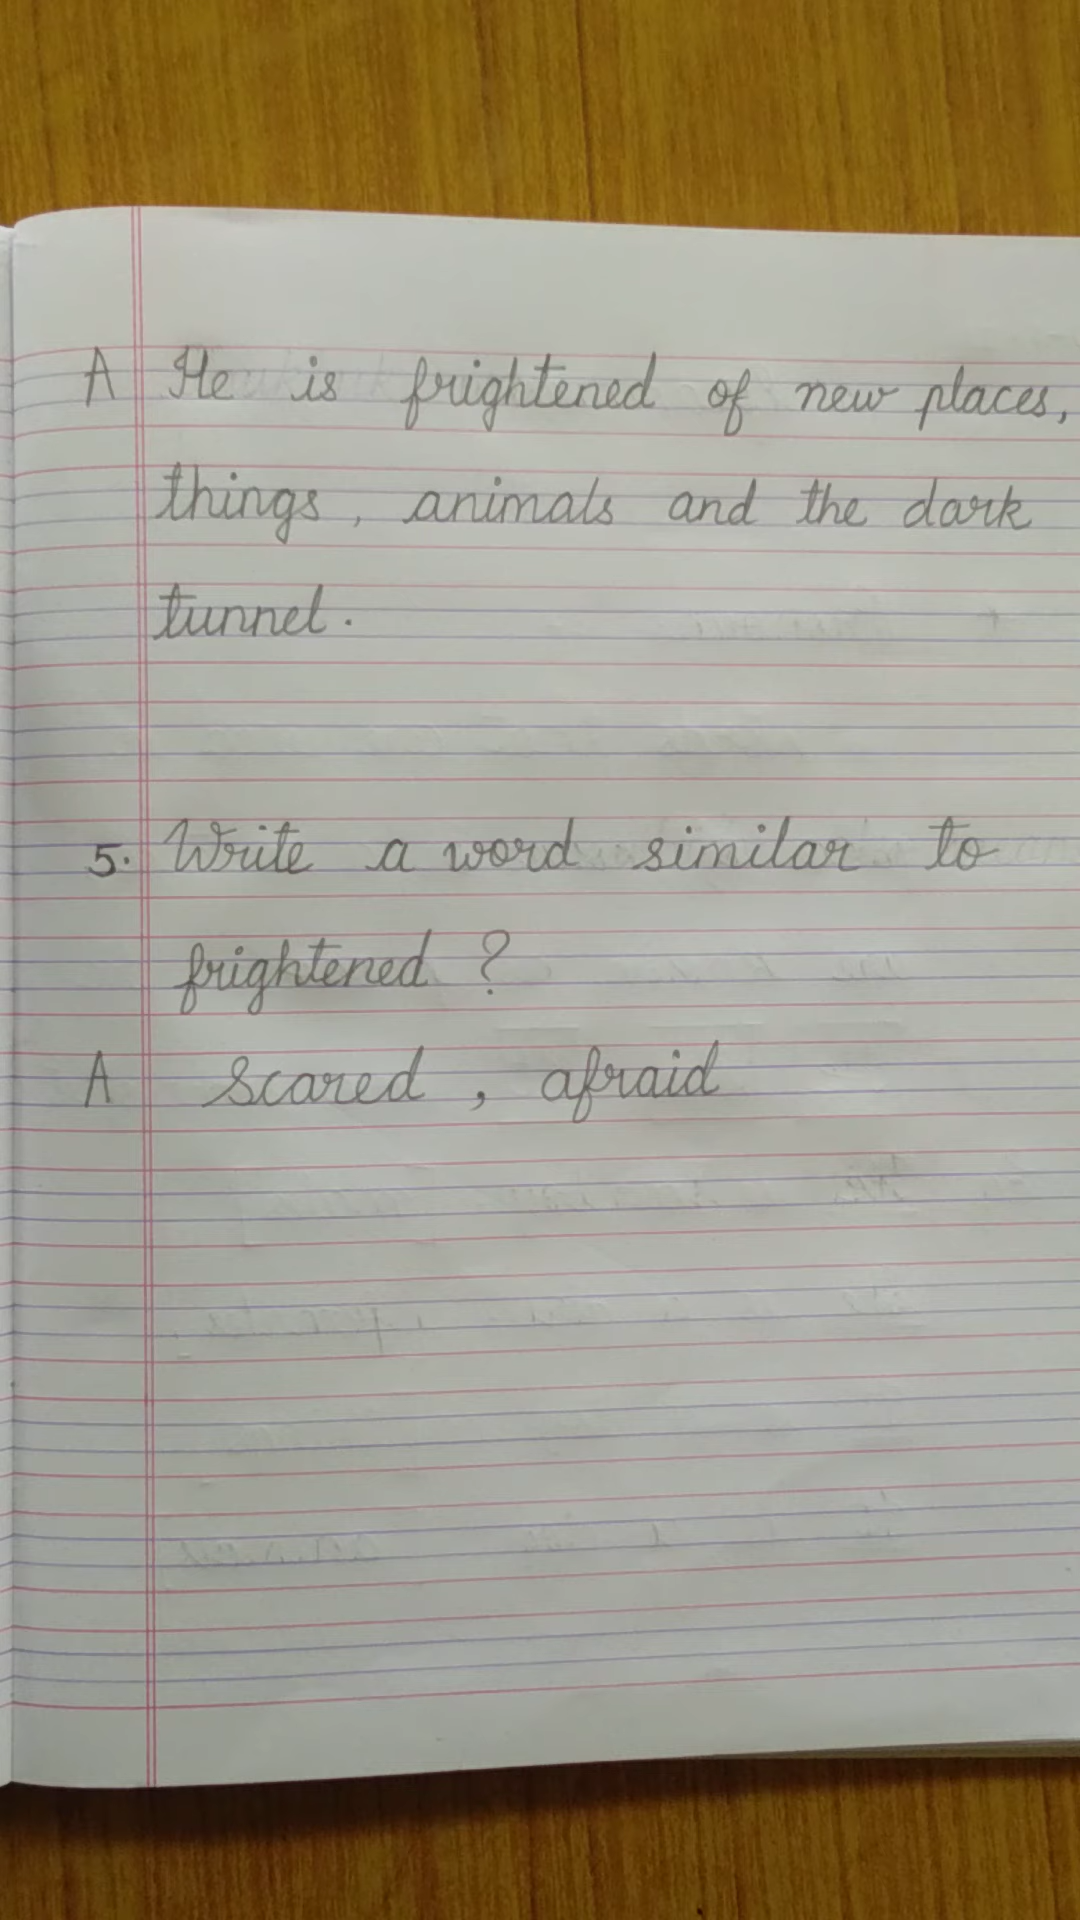 A He is frightened of new places,
things, animals and the dark
tunnel.
5. Write a word similar to
frightened ?
A scared, afraid